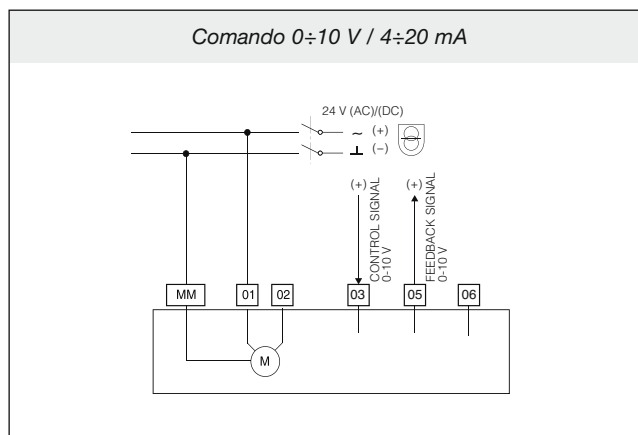 Comando 0÷10 V / 4÷20 mA
24 V (AC)/(DC)
~ (+)
(–)
(+)
(+)
CONTROL SIGNAL
0-10 V
FEEDBACK SIGNAL
0-10 V
MM
01
02
03
05
06
M